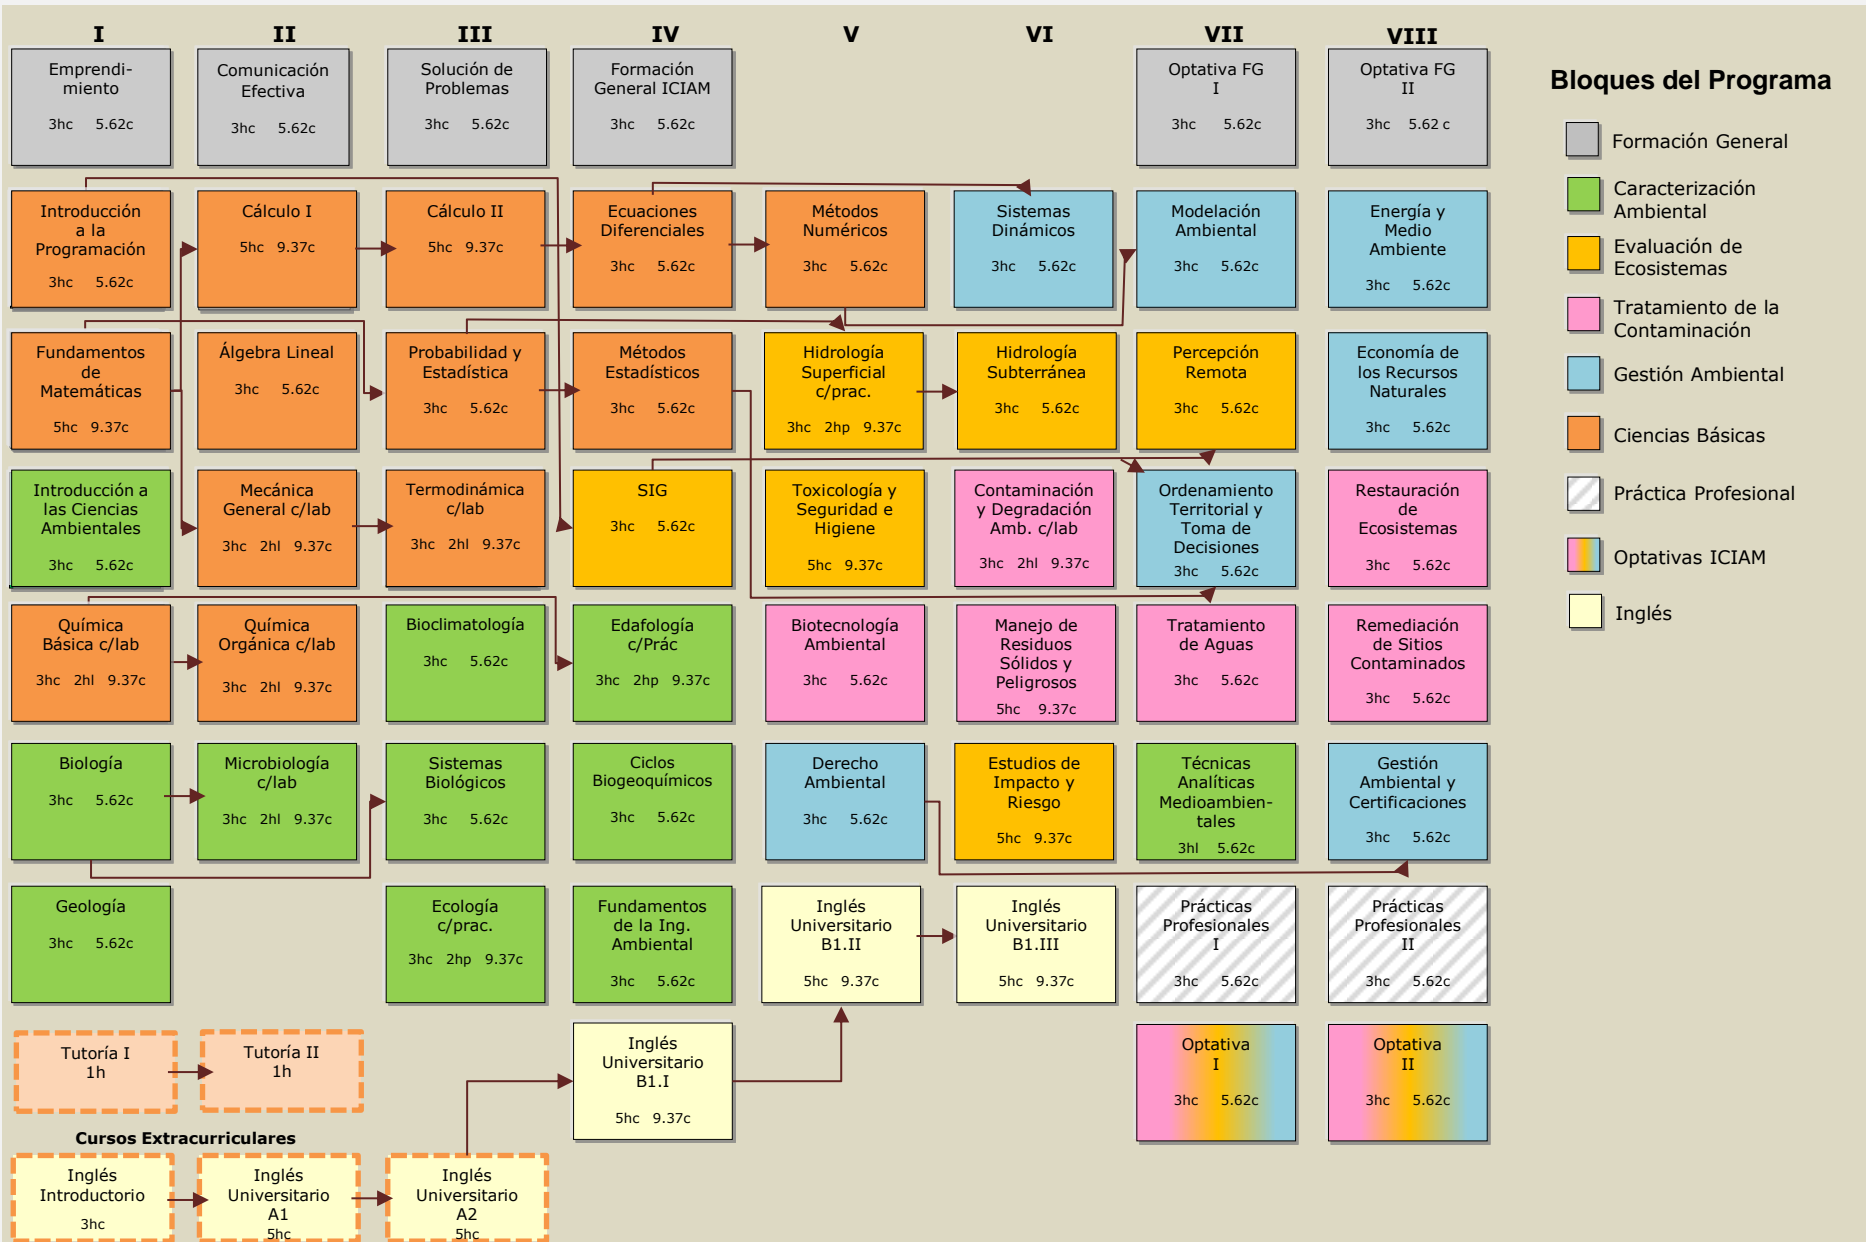 I II III IV V VI VII VIII
Emprendi-
miento
3hc 5.62c
Comunicación
Efectiva
3hc 5.62c
Solución de
Problemas
3hc 5.62c
Formación
General ICIAM
3hc 5.62c
Optativa FG
I
3hc 5.62c
Optativa FG
II
3hc 5.62 c
Introducción
a la
Programación
3hc 5.62c
Cálculo I
5hc 9.37c
Cálculo II
5hc 9.37c
Ecuaciones
Diferenciales
3hc 5.62c
Métodos
Numéricos
3hc 5.62c
Sistemas
Dinámicos
3hc 5.62c
Modelación
Ambiental
3hc 5.62c
Energía y
Medio
Ambiente
3hc 5.62c
Fundamentos
de
Matemáticas
5hc 9.37c
Álgebra Lineal
3hc 5.62c
Probabilidad y
Estadística
3hc 5.62c
Métodos
Estadísticos
3hc 5.62c
Hidrología
Superficial
c/prac.
3hc 2hp 9.37c
Hidrología
Subterránea
3hc 5.62c
Percepción
Remota
3hc 5.62c
Economía de
los Recursos
Naturales
3hc 5.62c
Introducción a
las Ciencias
Ambientales
3hc 5.62c
Mecánica
General c/lab
3hc 2hl 9.37c
Termodinámica
c/lab
3hc 2hl 9.37c
SIG
3hc 5.62c
Toxicología y
Seguridad e
Higiene
5hc 9.37c
Contaminación
y Degradación
Amb. c/lab
3hc 2hl 9.37c
Ordenamiento
Territorial y
Toma de
Decisiones
3hc 5.62c
Restauración
de
Ecosistemas
3hc 5.62c
Química
Básica c/lab
3hc 2hl 9.37c
Química
Orgánica c/lab
3hc 2hl 9.37c
Bioclimatología
3hc 5.62c
Edafología
c/Prác
3hc 2hp 9.37c
Biotecnología
Ambiental
3hc 5.62c
Manejo de
Residuos
Sólidos y
Peligrosos
5hc 9.37c
Tratamiento
de Aguas
3hc 5.62c
Remediación
de Sitios
Contaminados
3hc 5.62c
Biología
3hc 5.62c
Microbiología
c/lab
3hc 2hl 9.37c
Sistemas
Biológicos
3hc 5.62c
Ciclos
Biogeoquímicos
3hc 5.62c
Derecho
Ambiental
3hc 5.62c
Estudios de
Impacto y
Riesgo
5hc 9.37c
Técnicas
Analíticas
Medioambien-
tales
3hl 5.62c
Gestión
Ambiental y
Certificaciones
3hc 5.62c
Geología
3hc 5.62c
Ecología
c/prac.
3hc 2hp 9.37c
Fundamentos
de la Ing.
Ambiental
3hc 5.62c
Inglés
Universitario
B1.II
5hc 9.37c
Inglés
Universitario
B1.III
5hc 9.37c
Prácticas
Profesionales
I
3hc 5.62c
Prácticas
Profesionales
II
3hc 5.62c
Tutoría I
1h
Tutoría II
1h
Inglés
Universitario
B1.I
5hc 9.37c
Optativa
I
3hc 5.62c
Optativa
II
3hc 5.62c
Cursos Extracurriculares
Inglés
Introductorio
3hc
Inglés
Universitario
A1
5hc
Inglés
Universitario
A2
5hc
Bloques del Programa
Formación General
Caracterización
Ambiental
Evaluación de
Ecosistemas
Tratamiento de la
Contaminación
Gestión Ambiental
Ciencias Básicas
Práctica Profesional
Optativas ICIAM
Inglés